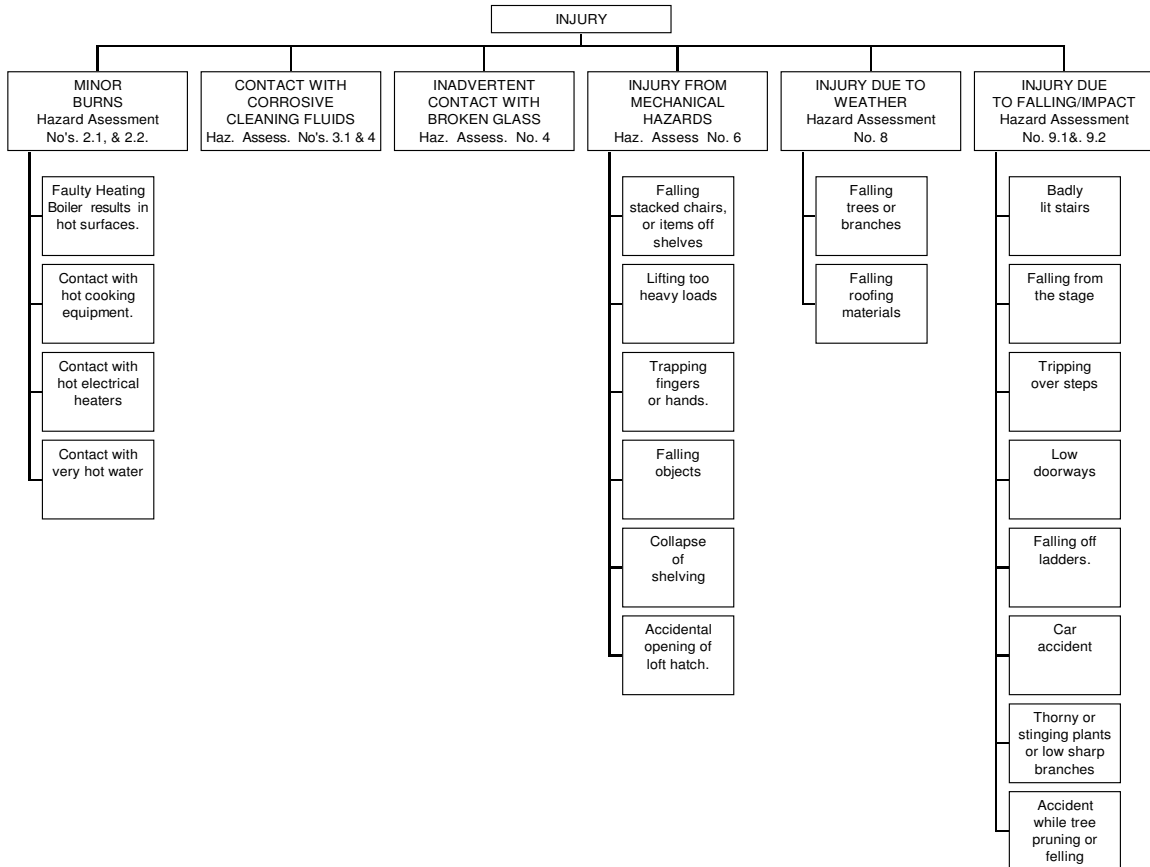 INJURY
MINOR
BURNS
Hazard Assessment
No's. 2.1, & 2.2.
CONTACT WITH
CORROSIVE
CLEANING FLUIDS
Haz. Assess. No's. 3.1 & 4
INADVERTENT
CONTACT WITH
BROKEN GLASS
Haz. Assess. No. 4
INJURY FROM
MECHANICAL
HAZARDS
Haz. Assess No. 6
INJURY DUE TO
WEATHER
Hazard Assessment
No. 8
INJURY DUE
TO FALLING/IMPACT
Hazard Assessment
No. 9.1&. 9.2
Faulty Heating
Boiler results in
hot surfaces.
Contact with
hot cooking
equipment.
Contact with
hot electrical
heaters
Contact with
very hot water
Falling
stacked chairs,
or items off
shelves
Lifting too
heavy loads
Trapping
fingers
or hands.
Falling
objects
Collapse
of
shelving
Accidental
opening of
loft hatch.
Falling
trees or
branches
Falling
roofing
materials
Badly
lit stairs
Falling from
the stage
Tripping
over steps
Low
doorways
Falling off
ladders.
Car
accident
Thorny or
stinging plants
or low sharp
branches
Accident
while tree
pruning or
felling